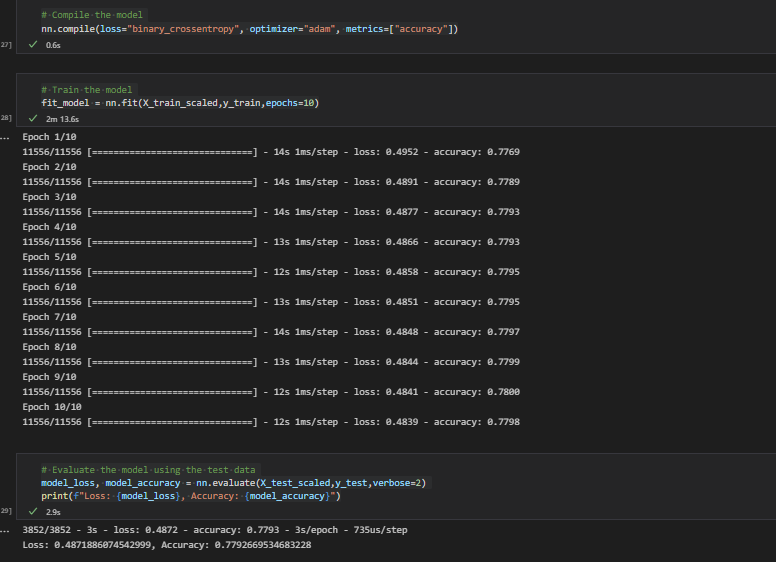 # Compile the model
nn.compile(loss="binary_crossentropy", optimizer="adam", metrics=["accuracy"])
27]
0.6s
# Train the model
fit_model = nn.fit(X_train_scaled,y_train,epochs=10)
28]
2m 13.6s
...
Epoch 1/10
11556/11556 [==============================] - 14s 1ms/step - loss: 0.4952 - accuracy: 0.7769
Epoch 2/10
11556/11556 [==============================] - 14s 1ms/step - loss: 0.4891 - accuracy: 0.7789
Epoch 3/10
11556/11556 [==============================] - 14s 1ms/step - loss: 0.4877 - accuracy: 0.7793
Epoch 4/10
11556/11556 [==============================] - 13s 1ms/step - loss: 0.4866 - accuracy: 0.7793
Epoch 5/10
11556/11556 [==============================] - 12s 1ms/step - loss: 0.4858 - accuracy: 0.7795
Epoch 6/10
11556/11556 [==============================] - 13s 1ms/step - loss: 0.4851 - accuracy: 0.7795
Epoch 7/10
11556/11556 [==============================] - 14s 1ms/step - loss: 0.4848 - accuracy: 0.7797
Epoch 8/10
11556/11556 [==============================] - 13s 1ms/step - loss: 0.4844 - accuracy: 0.7799
Epoch 9/10
11556/11556 [==============================] - 12s 1ms/step - loss: 0.4841 - accuracy: 0.7800
Epoch 10/10
11556/11556 [==============================] - 12s 1ms/step - loss: 0.4839 - accuracy: 0.7798
# Evaluate the model using the test data
model_loss, model_accuracy = nn.evaluate(X_test_scaled,y_test,verbose=2)
print(f"Loss: {model_loss}, Accuracy: {model_accuracy}")
29]
2.9s
...
3852/3852 - 3s - loss: 0.4872 - accuracy: 0.7793 - 3s/epoch - 735us/step
Loss: 0.4871886074542999, Accuracy: 0.7792669534683228